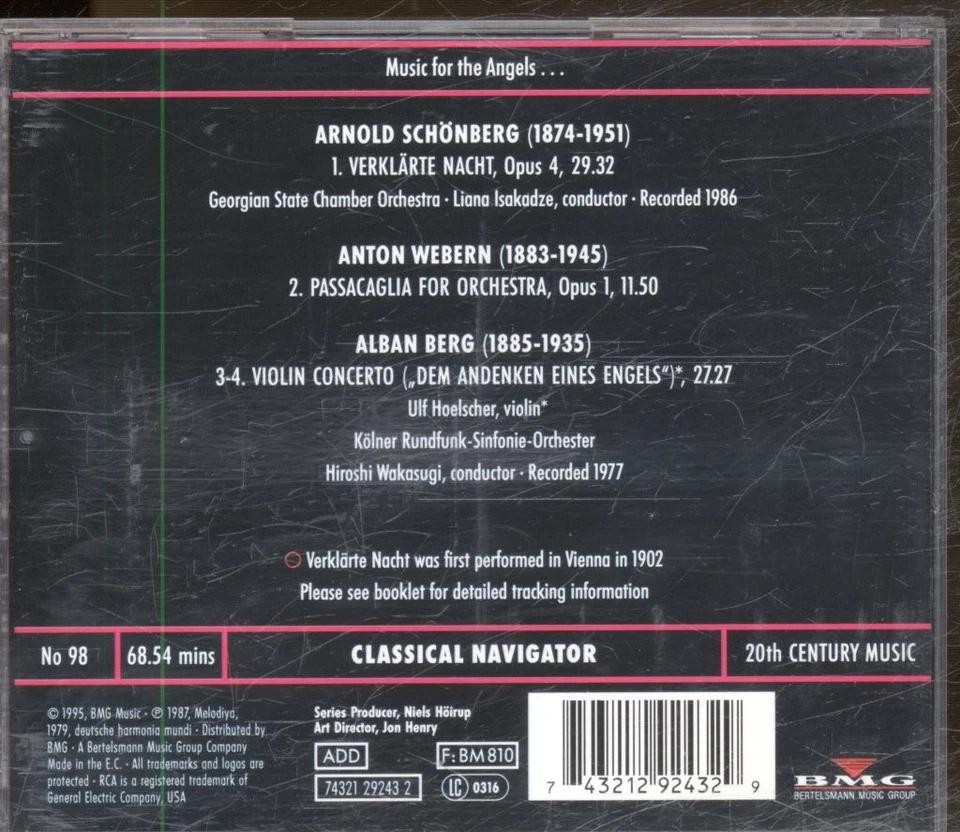 Music for the Angels . . .
ARNOLD SCHÖNBERG (1874-1951)
1. VERKLÄRTE NACHT, Opus 4, 29.32
Georgian State Chamber Orchestra · Liana Isakadze, conductor · Recorded 1986
ANTON WEBERN (1883-1945)
2. PASSACAGLIA FOR ORCHESTRA, Opus 1, 11.50
ALBAN BERG (1885-1935)
3-4. VIOLIN CONCERTO („DEM ANDENKEN EINES ENGELS“)*, 27.27
Ulf Hoelscher, violin*
Kölner Rundfunk-Sinfonie-Orchester
Hiroshi Wakasugi, conductor · Recorded 1977
Verklärte Nacht was first performed in Vienna in 1902
Please see booklet for detailed tracking information
No 98 68.54 mins CLASSICAL NAVIGATOR 20th CENTURY MUSIC
© 1995, BMG Music · ℗ 1987, Melodiya,
1979, deutsche harmonia mundi · Distributed by
BMG · A Bertelsmann Music Group Company
Made in the E.C. · All trademarks and logos are
protected · RCA is a registered trademark of
General Electric Company, USA
Series Producer, Niels Höirup
Art Director, Jon Henry
ADD F: BM 810
74321 29243 2 LC 0316
7 43212 92432 9
BMG
BERTELSMANN MUSIC GROUP